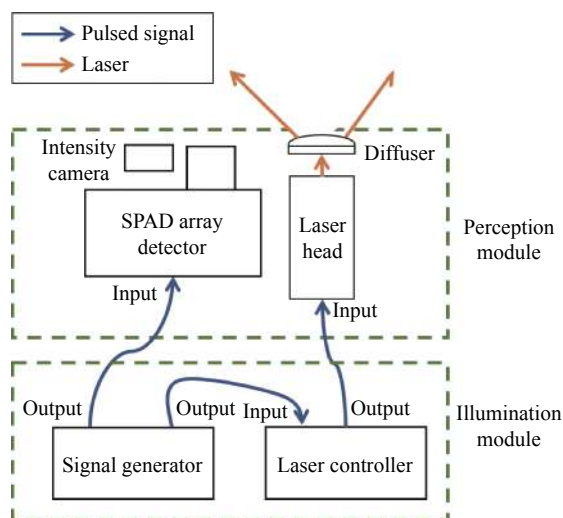 Pulsed signal
Laser
Intensity
camera
Diffuser
SPAD array
detector
Laser
head
Perception
module
Input
Input
Output
Output
Input
Output
Illumination
module
Signal generator
Laser controller